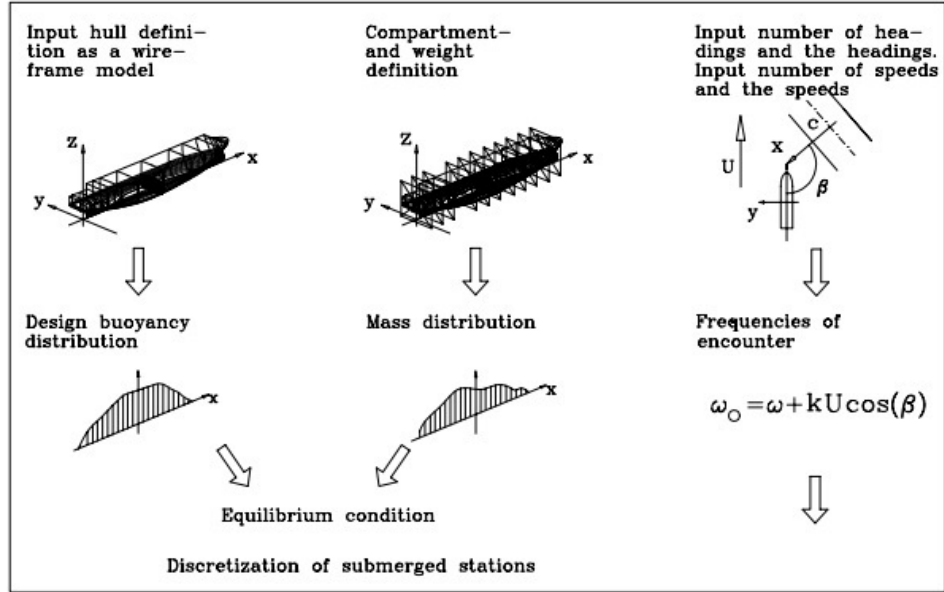 Input hull defini-
tion as a wire-
frame model
Z
x
y
Design buoyancy
distribution
x
Compartment-
and weight
definition
Z
x
y
Mass distribution
x
Equilibrium condition
Discretization of submerged stations
Input number of hea-
dings and the headings.
Input number of speeds
and the speeds
c
x
U
β
y
Frequencies of
encounter
ω₀=ω+kUcos(β)